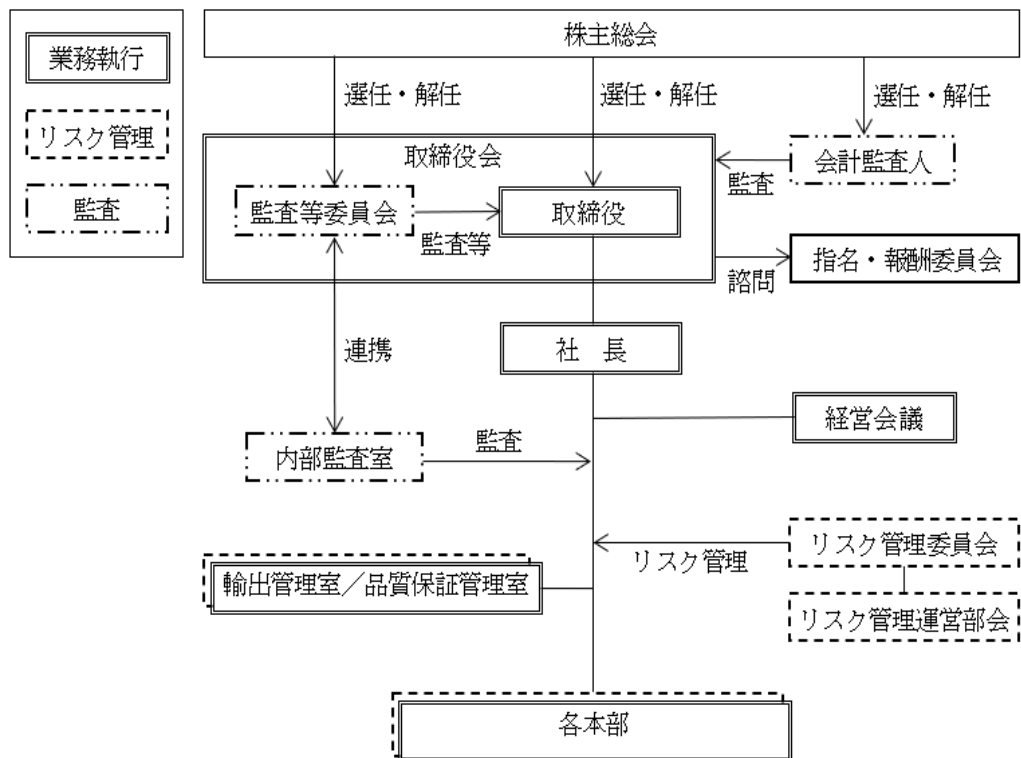 業務執行
リスク管理
監査
株主総会
選任・解任
選任・解任
選任・解任
取締役会
会計監査人
監査
監査等委員会
取締役
監査等
指名・報酬委員会
諮問
社 長
連携
経営会議
内部監査室
監査
リスク管理委員会
リスク管理
輸出管理室／品質保証管理室
リスク管理運営部会
各本部